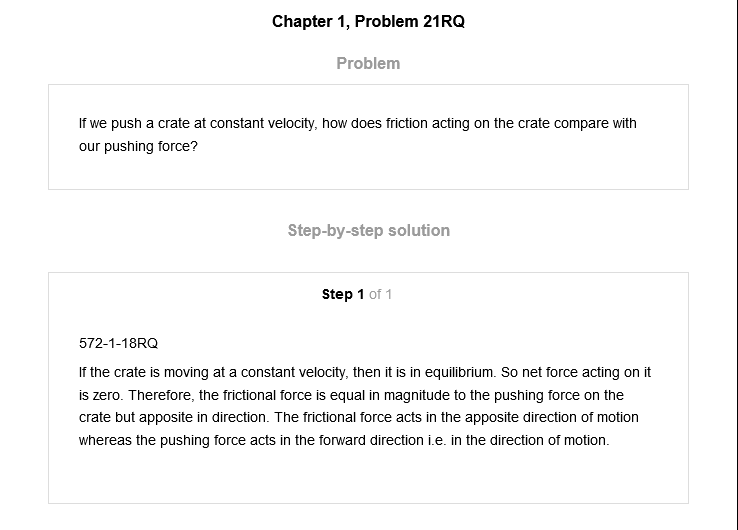 Chapter 1, Problem 21RQ
Problem
If we push a crate at constant velocity, how does friction acting on the crate compare with
our pushing force?
Step-by-step solution
Step 1 of 1
572-1-18RQ
If the crate is moving at a constant velocity, then it is in equilibrium. So net force acting on it
is zero. Therefore, the frictional force is equal in magnitude to the pushing force on the
crate but apposite in direction. The frictional force acts in the apposite direction of motion
whereas the pushing force acts in the forward direction i.e. in the direction of motion.